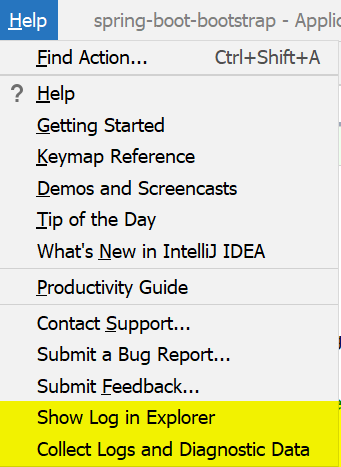 Help spring-boot-bootstrap - Applic
Find Action... Ctrl+Shift+A
? Help
Getting Started
Keymap Reference
Demos and Screencasts
Tip of the Day
What's New in IntelliJ IDEA
Productivity Guide
Contact Support...
Submit a Bug Report...
Submit Feedback...
Show Log in Explorer
Collect Logs and Diagnostic Data